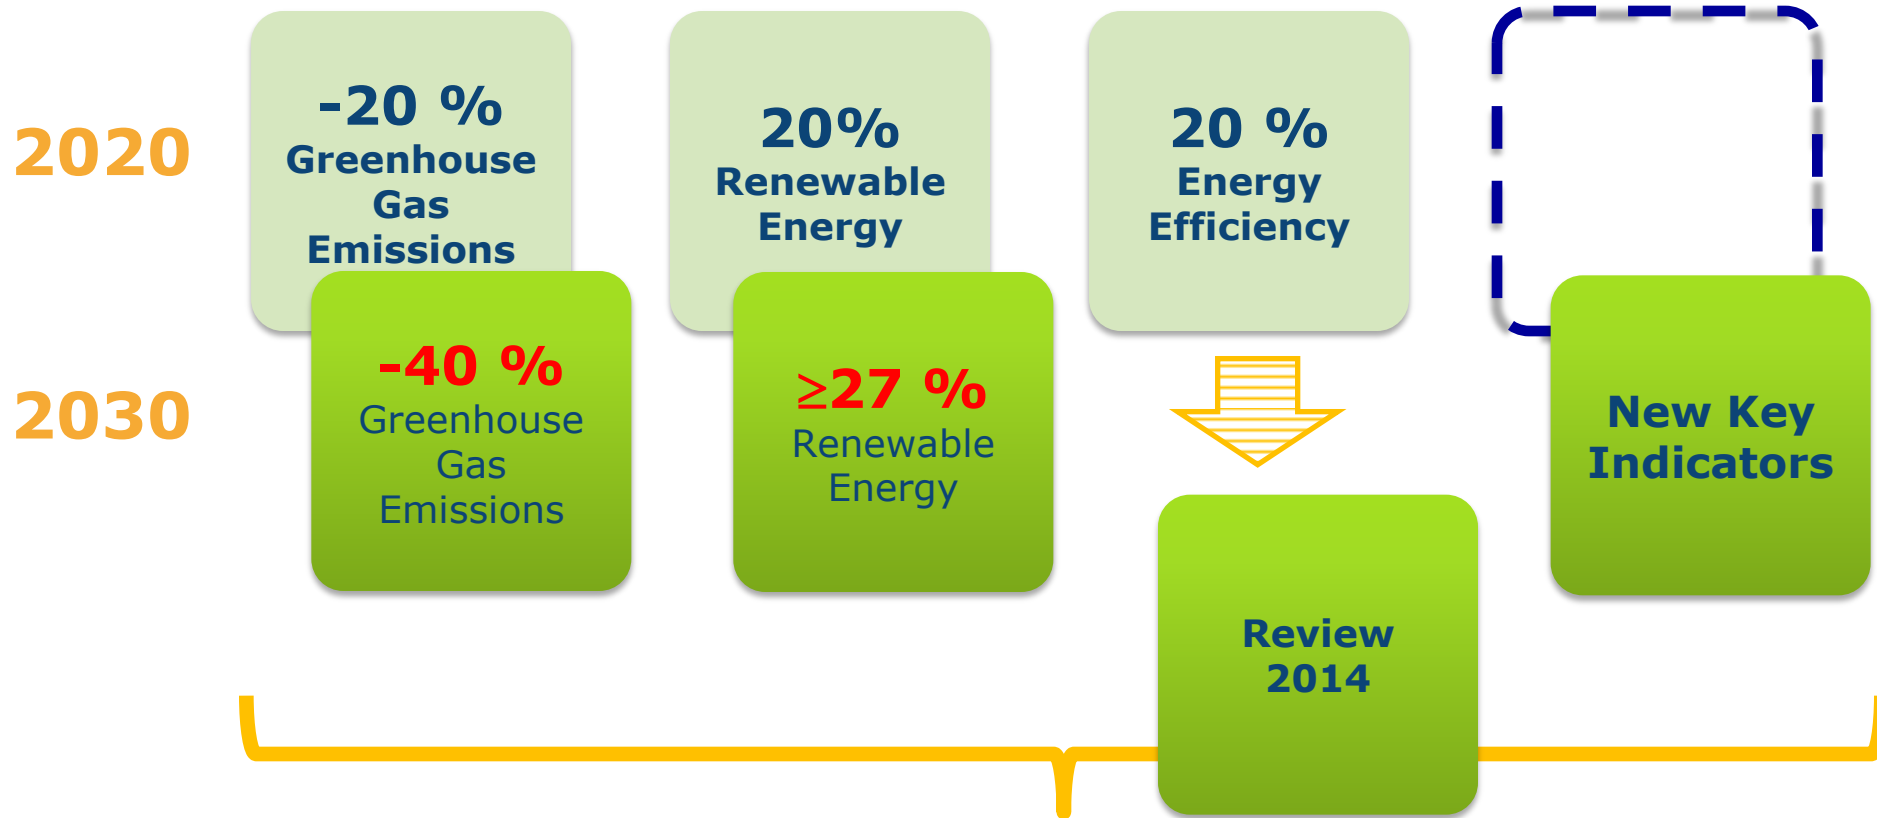 2020
-20 %
Greenhouse
Gas
Emissions
20%
Renewable
Energy
20 %
Energy
Efficiency
2030
-40 %
Greenhouse
Gas
Emissions
≥27 %
Renewable
Energy
New Key
Indicators
Review
2014